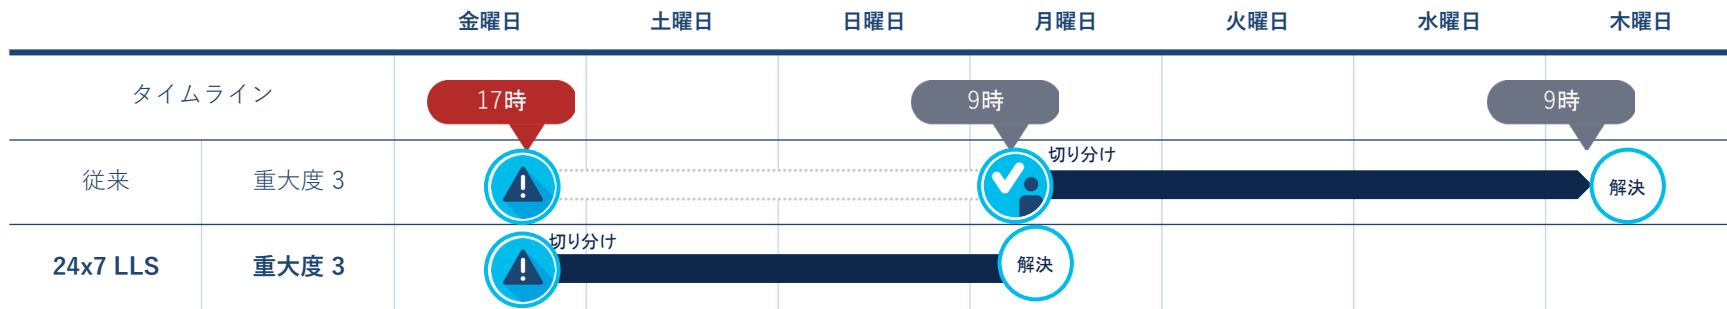 金曜日
土曜日
日曜日
月曜日
火曜日
水曜日
木曜日
タイムライン
17時
9時
9時
従来
重大度 3
切り分け
解決
24x7 LLS
重大度 3
切り分け
解決